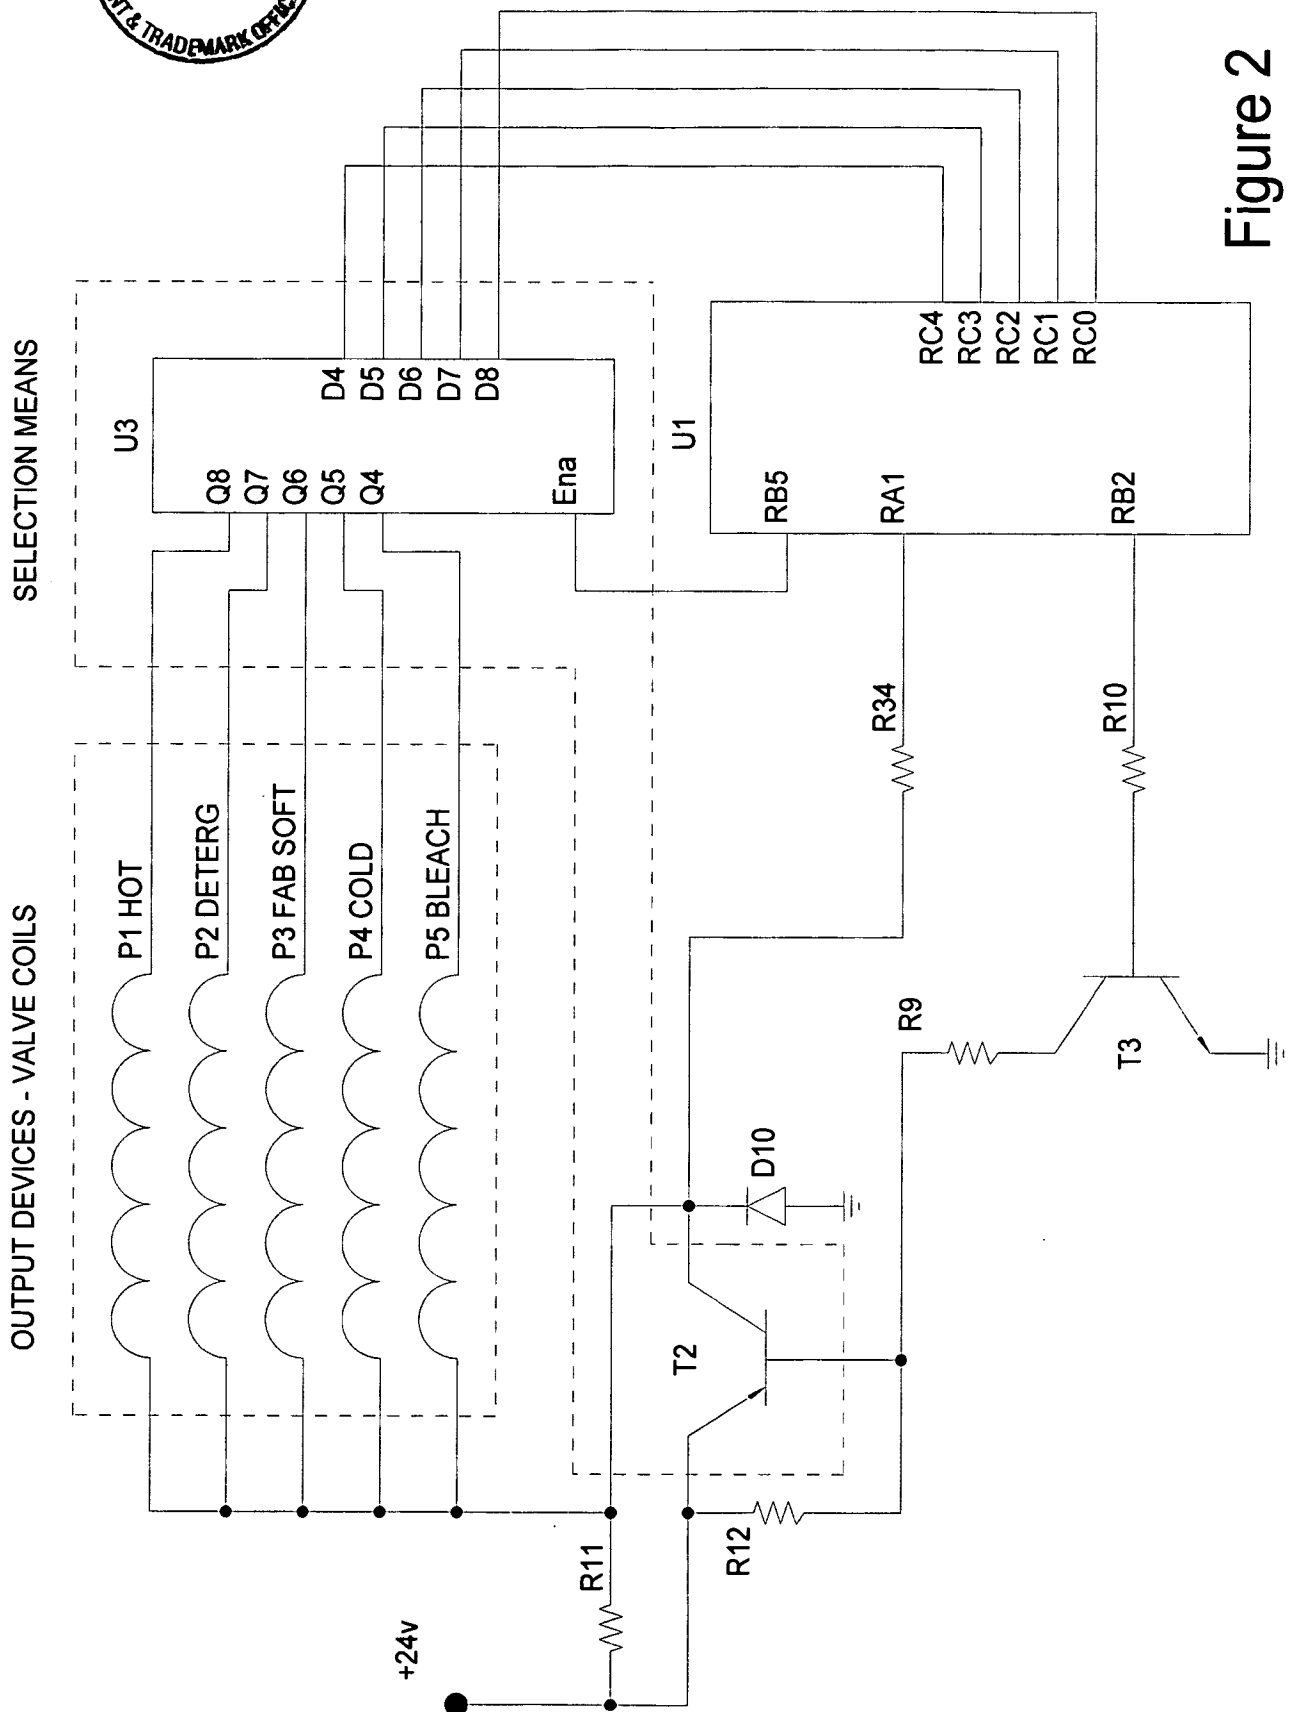 NT & TRADEMARK OFFIC
OUTPUT DEVICES - VALVE COILS
SELECTION MEANS
P1 HOT
P2 DETERG
P3 FAB SOFT
P4 COLD
P5 BLEACH
U3
Q8
Q7
Q6
Q5
Q4
Ena
D4
D5
D6
D7
D8
+24v
R11
R12
T2
D10
R9
T3
R34
R10
U1
RB5
RA1
RB2
RC4
RC3
RC2
RC1
RC0
Figure 2